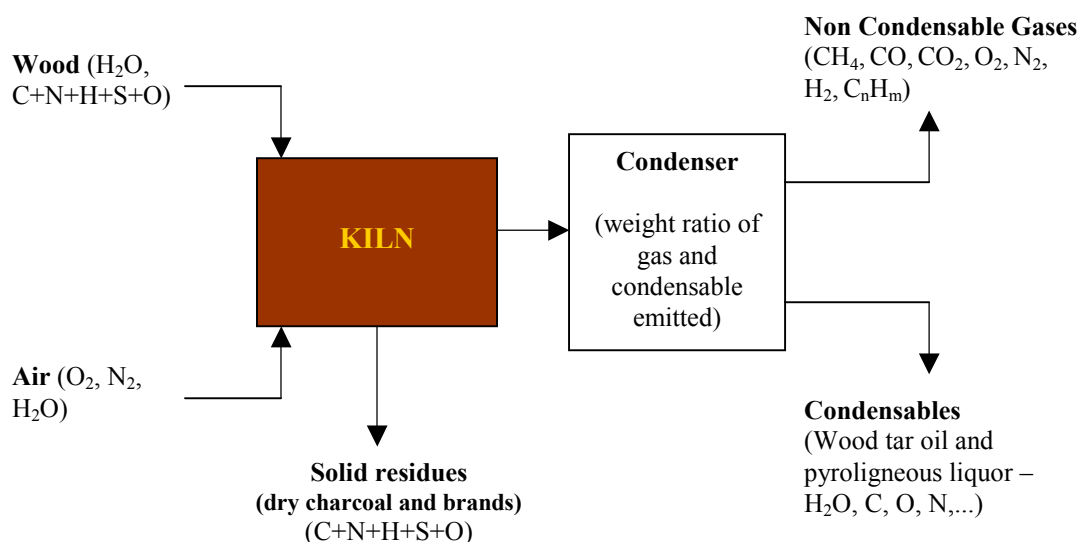 Wood (H₂O,
C+N+H+S+O)
Air (O₂, N₂,
H₂O)
KILN
Solid residues
(dry charcoal and brands)
(C+N+H+S+O)
Condenser
(weight ratio of
gas and
condensable
emitted)
Non Condensable Gases
(CH₄, CO, CO₂, O₂, N₂,
H₂, CₙHₘ)
Condensables
(Wood tar oil and
pyroligneous liquor –
H₂O, C, O, N,...)